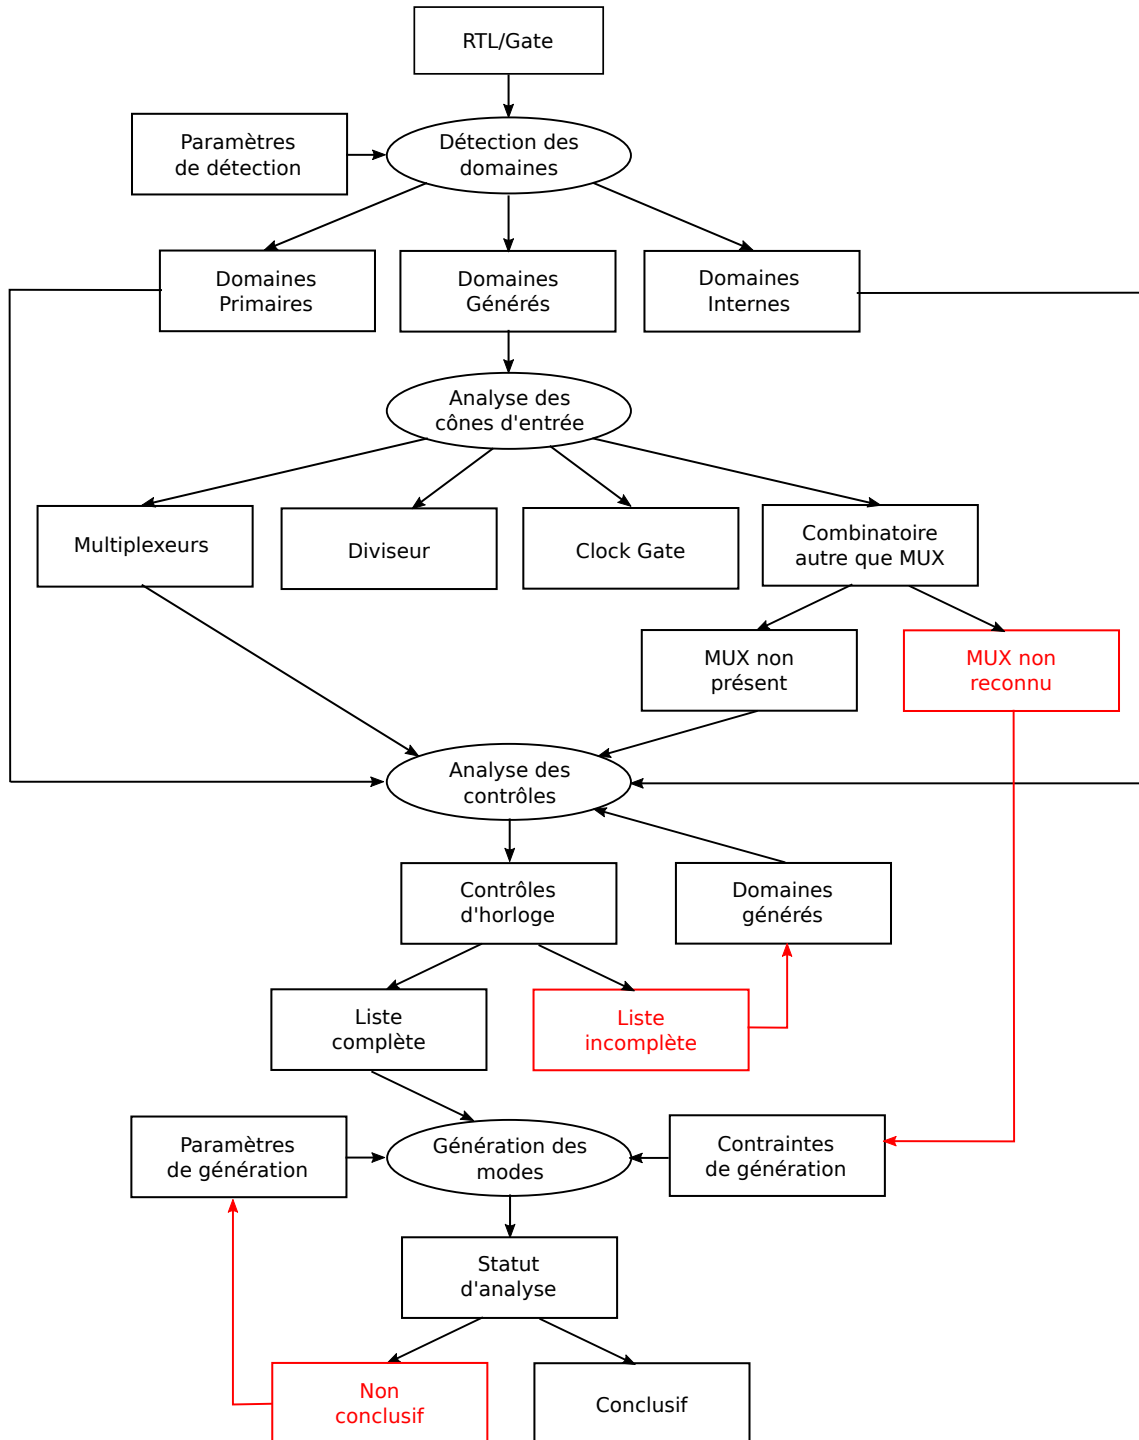 RTL/Gate
Paramètres
de détection
Détection des
domaines
Domaines
Primaires
Domaines
Générés
Domaines
Internes
Analyse des
cônes d'entrée
Multiplexeurs
Diviseur
Clock Gate
Combinatoire
autre que MUX
MUX non
présent
MUX non
reconnu
Analyse des
contrôles
Contrôles
d'horloge
Domaines
générés
Liste
complète
Liste
incomplète
Paramètres
de génération
Génération des
modes
Contraintes
de génération
Statut
d'analyse
Non
conclusif
Conclusif